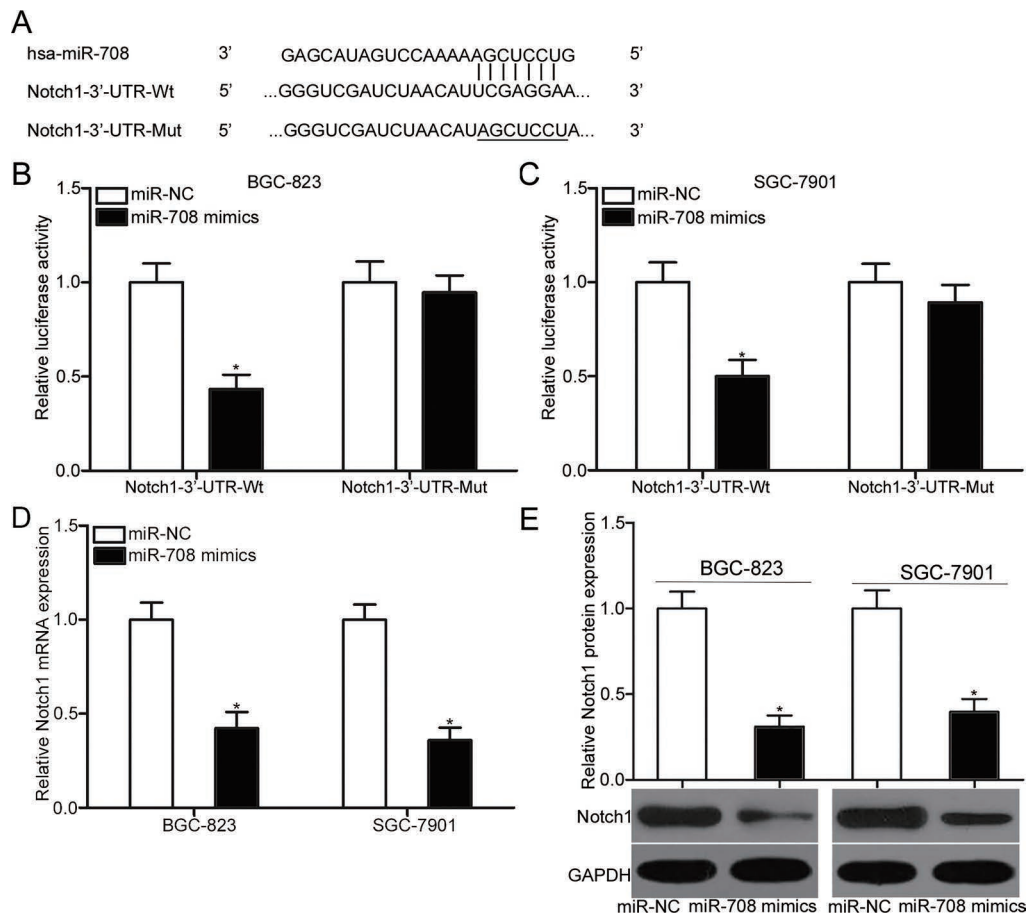 A
hsa-miR-708 3’ GAGCAUAGUCCAAAAAGCUCCUG 5’
Notch1-3’-UTR-Wt 5’ ...GGGUCGAUCUAACAUUCGAGGAA... 3’
Notch1-3’-UTR-Mut 5’ ...GGGUCGAUCUAACAUAGCUCCUA... 3’
B
BGC-823
miR-NC
miR-708 mimics
Relative luciferase activity
1.5
1.0
0.5
0.0
*
Notch1-3’-UTR-Wt Notch1-3’-UTR-Mut
C
SGC-7901
miR-NC
miR-708 mimics
Relative luciferase activity
1.5
1.0
0.5
0.0
*
Notch1-3’-UTR-Wt Notch1-3’-UTR-Mut
D
miR-NC
miR-708 mimics
Relative Notch1 mRNA expression
1.5
1.0
0.5
0.0
* *
BGC-823 SGC-7901
E
Relative Notch1 protein expression
1.5
1.0
0.5
0.0
BGC-823 SGC-7901
* *
Notch1
GAPDH
miR-NC miR-708 mimics miR-NC miR-708 mimics